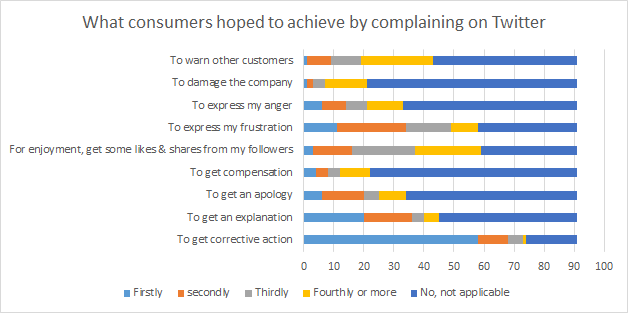 What consumers hoped to achieve by complaining on Twitter
To warn other customers
To damage the company
To express my anger
To express my frustration
For enjoyment, get some likes & shares from my followers
To get compensation
To get an apology
To get an explanation
To get corrective action
0 10 20 30 40 50 60 70 80 90 100
Firstly secondly Thirdly Fourthly or more No, not applicable